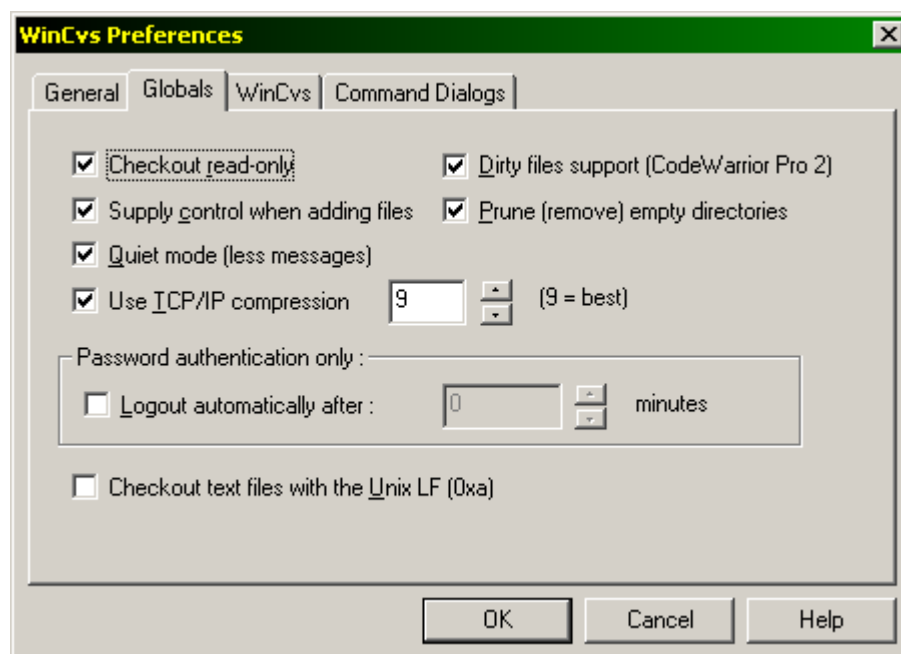 WinCvs Preferences
General Globals WinCvs Command Dialogs
Checkout read-only Dirty files support (CodeWarrior Pro 2)
Supply control when adding files Prune (remove) empty directories
Quiet mode (less messages)
Use TCP/IP compression 9 (9 = best)
Password authentication only :
Logout automatically after : 0 minutes
Checkout text files with the Unix LF (0xa)
OK Cancel Help